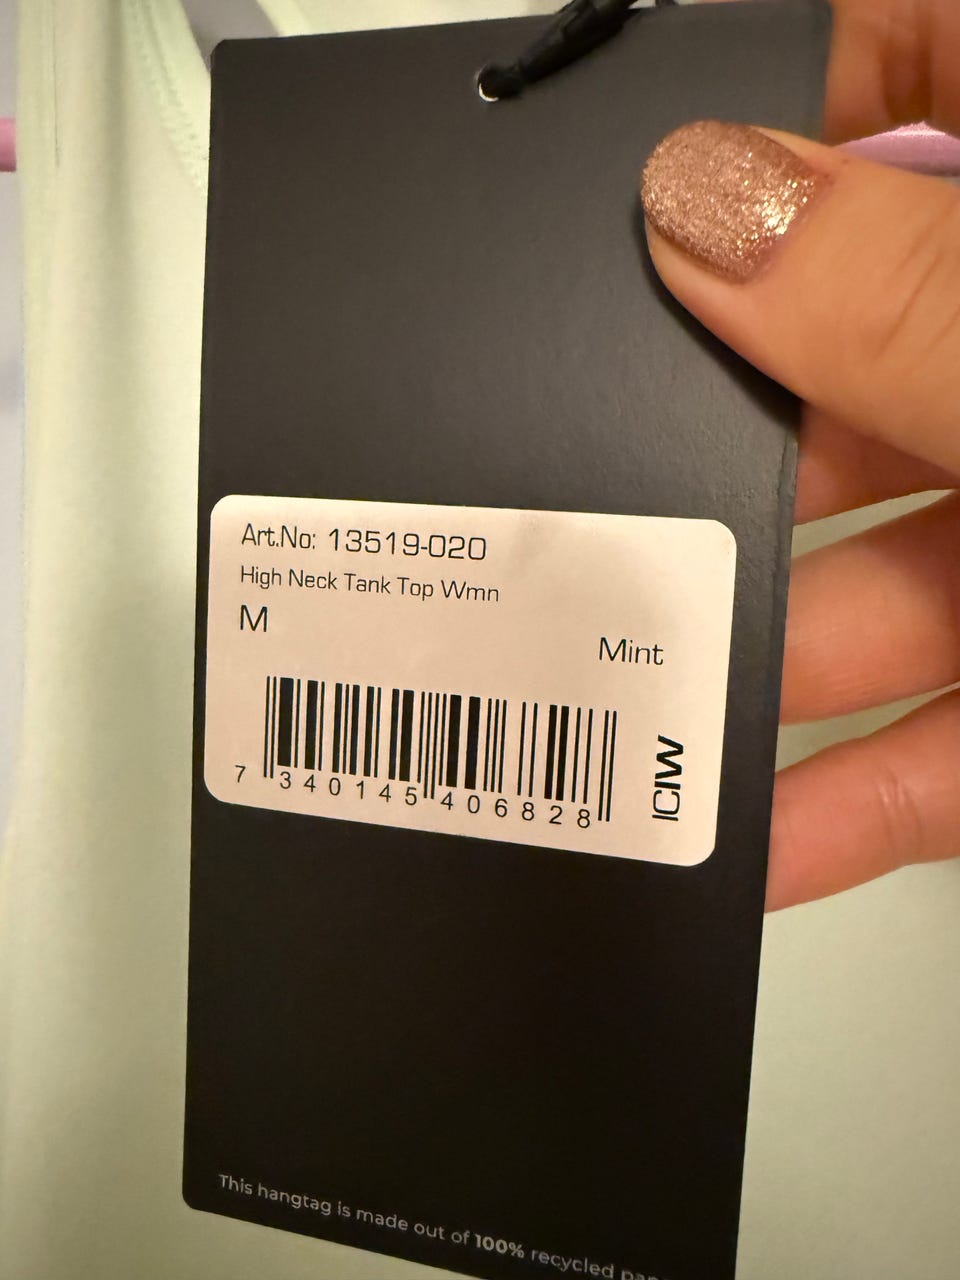 Art.No: 13519-020
High Neck Tank Top Wmn
M
Mint
7 340145 406828
ICIW
This hangtag is made out of 100% recycled